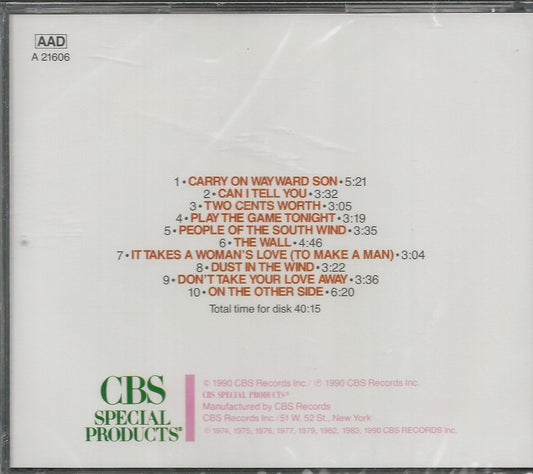 AAD
A 21606
1 • CARRY ON WAYWARD SON • 5:21
2 • CAN I TELL YOU • 3:32
3 • TWO CENTS WORTH • 3:05
4 • PLAY THE GAME TONIGHT • 3:19
5 • PEOPLE OF THE SOUTH WIND • 3:35
6 • THE WALL • 4:46
7 • IT TAKES A WOMAN'S LOVE (TO MAKE A MAN) • 3:04
8 • DUST IN THE WIND • 3:22
9 • DON'T TAKE YOUR LOVE AWAY • 3:36
10 • ON THE OTHER SIDE • 6:20
Total time for disk 40:15
CBS
SPECIAL
PRODUCTS®
© 1990 CBS Records Inc./ ℗ 1990 CBS Records Inc.
CBS SPECIAL PRODUCTS®
Manufactured by CBS Records
CBS Records Inc./51 W. 52 St., New York
℗ 1974, 1975, 1976, 1977, 1979, 1982, 1983, 1990 CBS RECORDS Inc.